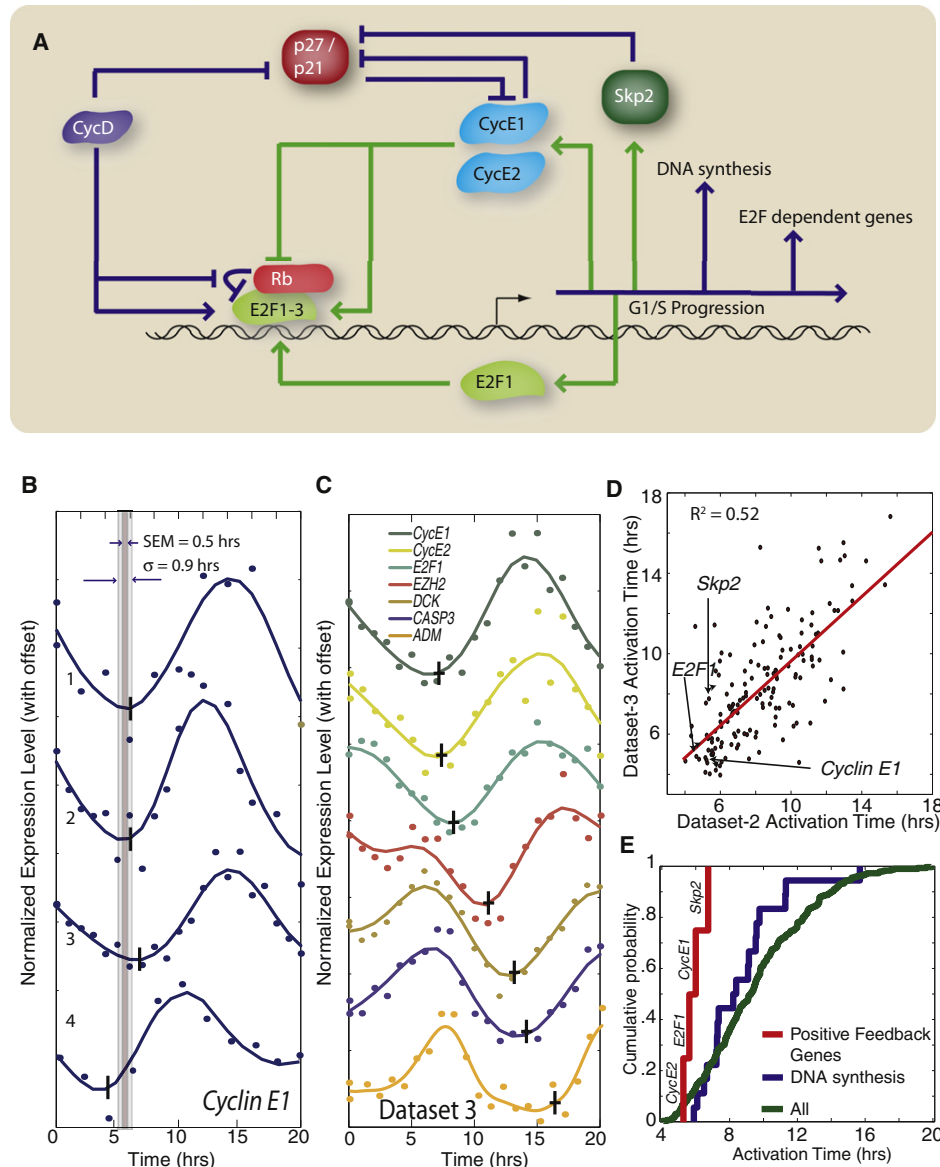 A
p27 /
p21
Skp2
CycD
CycE1
CycE2
DNA synthesis
E2F dependent genes
Rb
E2F1-3
G1/S Progression
E2F1
B
Normalized Expression Level (with offset)
SEM = 0.5 hrs
σ = 0.9 hrs
1
2
3
4
Cyclin E1
0 5 10 15 20
Time (hrs)
C
Normalized Expression Level (with offset)
CycE1
CycE2
E2F1
EZH2
DCK
CASP3
ADM
Dataset 3
0 5 10 15 20
Time (hrs)
D
Dataset-3 Activation Time (hrs)
18
14
10
6
R² = 0.52
Skp2
E2F1
Cyclin E1
6 10 14 18
Dataset-2 Activation Time (hrs)
E
Cumulative probability
1
.8
.6
.4
.2
0
CycE2
E2F1
CycE1
Skp2
Positive Feedback
Genes
DNA synthesis
All
4 8 12 16 20
Activation Time (hrs)